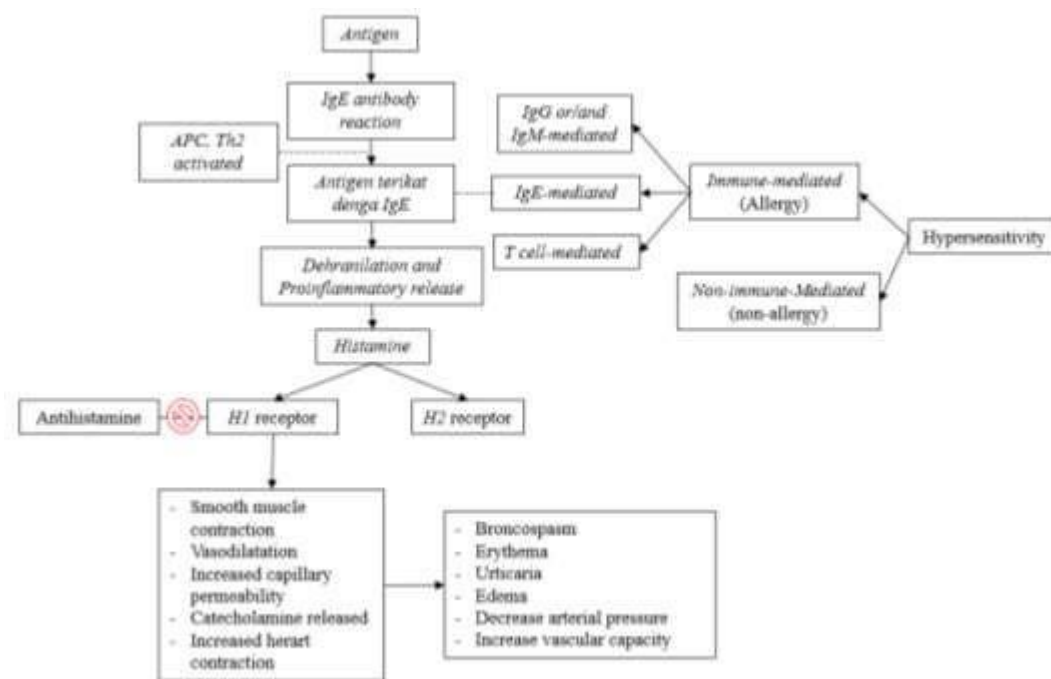 Antigen
IgE antibody
reaction
APC, Th2
activated
Antigen terikat
denga IgE
Dehranilation and
Proinflammatory release
Histamine
Antihistamine
H1 receptor
H2 receptor
- Smooth muscle
contraction
- Vasodilatation
- Increased capillary
permeability
- Catecholamine released
- Increased herart
contraction
- Broncospasm
- Erythema
- Urticaria
- Edema
- Decrease arterial pressure
- Increase vascular capacity
IgG or/and
IgM-mediated
IgE-mediated
T cell-mediated
Immune-mediated
(Allergy)
Non-immune-Mediated
(non-allergy)
Hypersensitivity